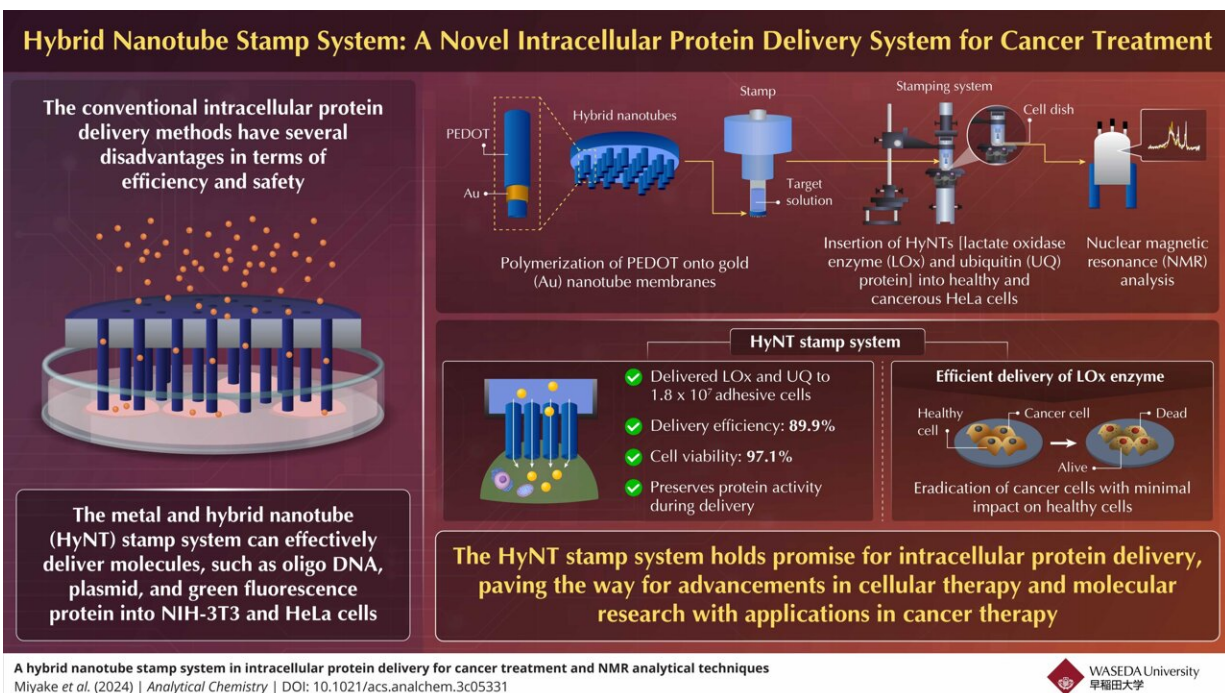 Hybrid Nanotube Stamp System: A Novel Intracellular Protein Delivery System for Cancer Treatment
The conventional intracellular protein
delivery methods have several
disadvantages in terms of
efficiency and safety
The metal and hybrid nanotube
(HyNT) stamp system can effectively
deliver molecules, such as oligo DNA,
plasmid, and green fluorescence
protein into NIH-3T3 and HeLa cells
PEDOT
Au
Hybrid nanotubes
Stamp
Target
solution
Stamping system
Cell dish
Polymerization of PEDOT onto gold
(Au) nanotube membranes
Insertion of HyNTs [lactate oxidase
enzyme (LOx) and ubiquitin (UQ)
protein] into healthy and
cancerous HeLa cells
Nuclear magnetic
resonance (NMR)
analysis
HyNT stamp system
Delivered LOx and UQ to
1.8 x 10⁷ adhesive cells
Delivery efficiency: 89.9%
Cell viability: 97.1%
Preserves protein activity
during delivery
Efficient delivery of LOx enzyme
Healthy
cell
Cancer cell
Dead
Alive
Eradication of cancer cells with minimal
impact on healthy cells
The HyNT stamp system holds promise for intracellular protein delivery,
paving the way for advancements in cellular therapy and molecular
research with applications in cancer therapy
A hybrid nanotube stamp system in intracellular protein delivery for cancer treatment and NMR analytical techniques
Miyake et al. (2024) | Analytical Chemistry | DOI: 10.1021/acs.analchem.3c05331
WASEDA University
早稲田大学